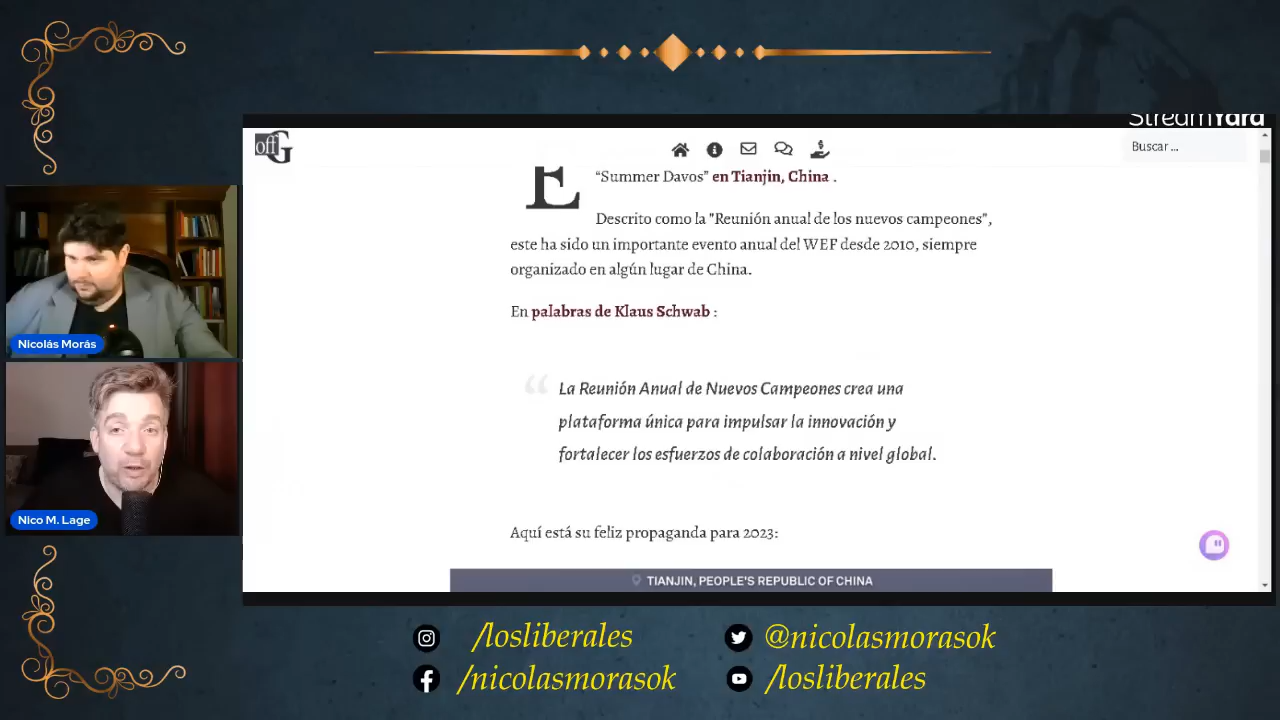 StreamYard
off
G
Buscar ...
E
“Summer Davos” en Tianjin, China .
Descrito como la "Reunión anual de los nuevos campeones",
este ha sido un importante evento anual del WEF desde 2010, siempre
organizado en algún lugar de China.
En palabras de Klaus Schwab :
“ La Reunión Anual de Nuevos Campeones crea una
plataforma única para impulsar la innovación y
fortalecer los esfuerzos de colaboración a nivel global.
Aquí está su feliz propaganda para 2023:
TIANJIN, PEOPLE'S REPUBLIC OF CHINA
Nicolás Morás
Nico M. Lage
/losliberales
@nicolasmorasok
/nicolasmorasok
/losliberales